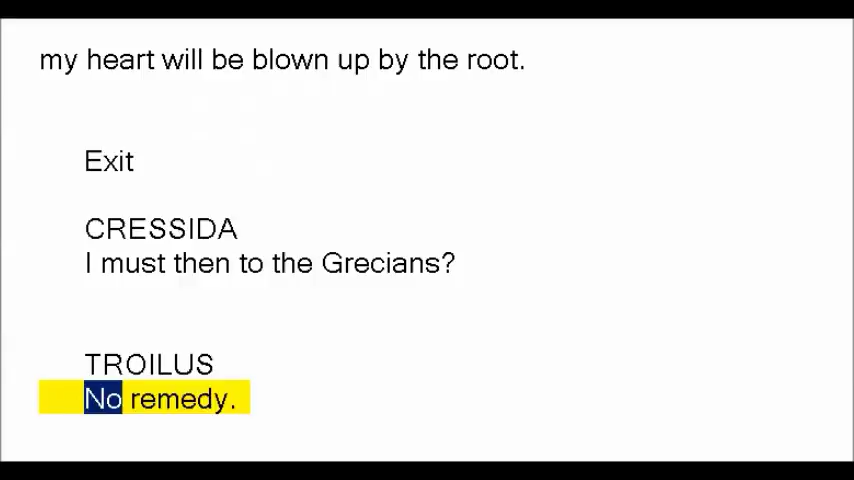 my heart will be blown up by the root.
Exit
CRESSIDA
I must then to the Grecians?
TROILUS
No remedy.